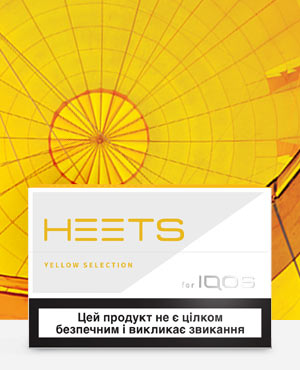 HEETS
YELLOW SELECTION
for IQOS
Цей продукт не є цілком
безпечним і викликає звикання